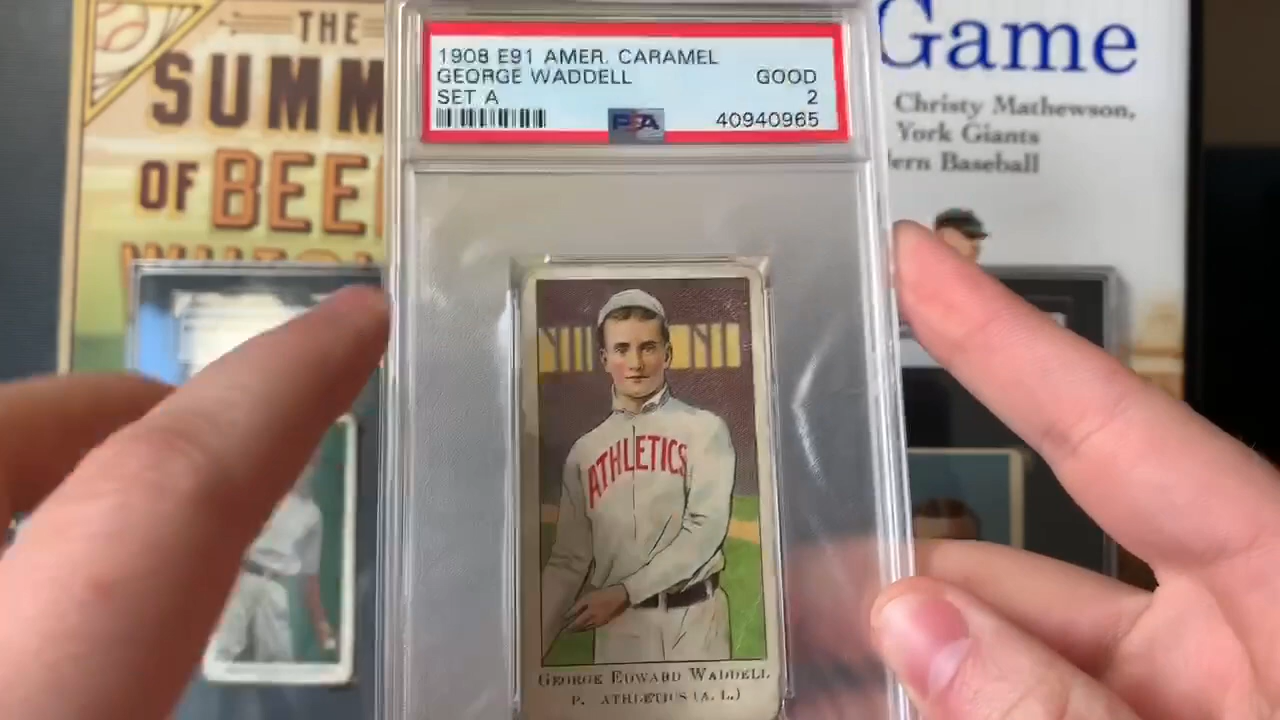 THE
SUMM
OF BEE
Game
Christy Mathewson,
York Giants
ern Baseball
1908 E91 AMER. CARAMEL
GEORGE WADDELL GOOD
SET A 2
PSA 40940965
ATHLETICS
GEORGE EDWARD WADDELL
P. ATHLETICS (A. L.)